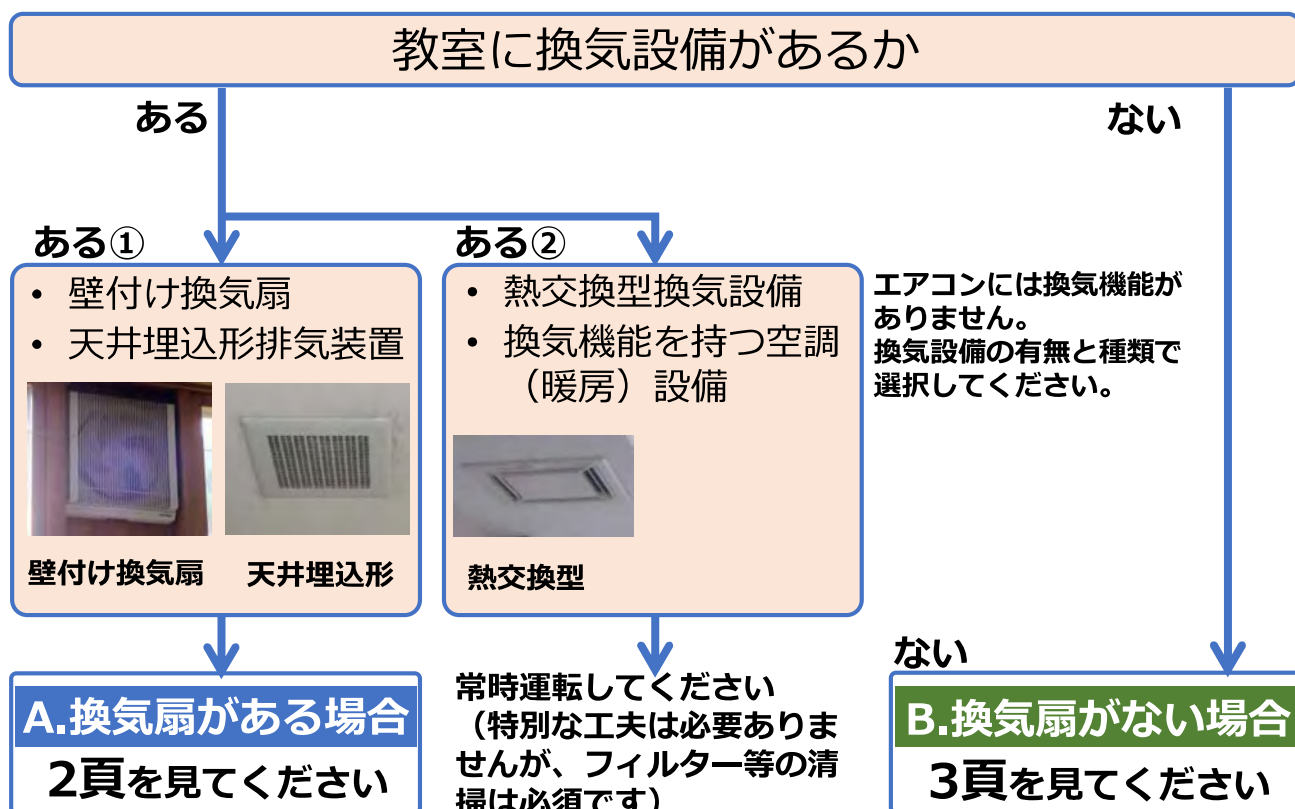 教室に換気設備があるか
ある
ない
ある①
• 壁付け換気扇
• 天井埋込形排気装置
壁付け換気扇
天井埋込形
ある②
• 熱交換型換気設備
• 換気機能を持つ空調
（暖房）設備
熱交換型
エアコンには換気機能が
ありません。
換気設備の有無と種類で
選択してください。
A.換気扇がある場合
2頁を見てください
常時運転してください
（特別な工夫は必要ありま
せんが、フィルター等の清
掃は必須です）
ない
B.換気扇がない場合
3頁を見てください